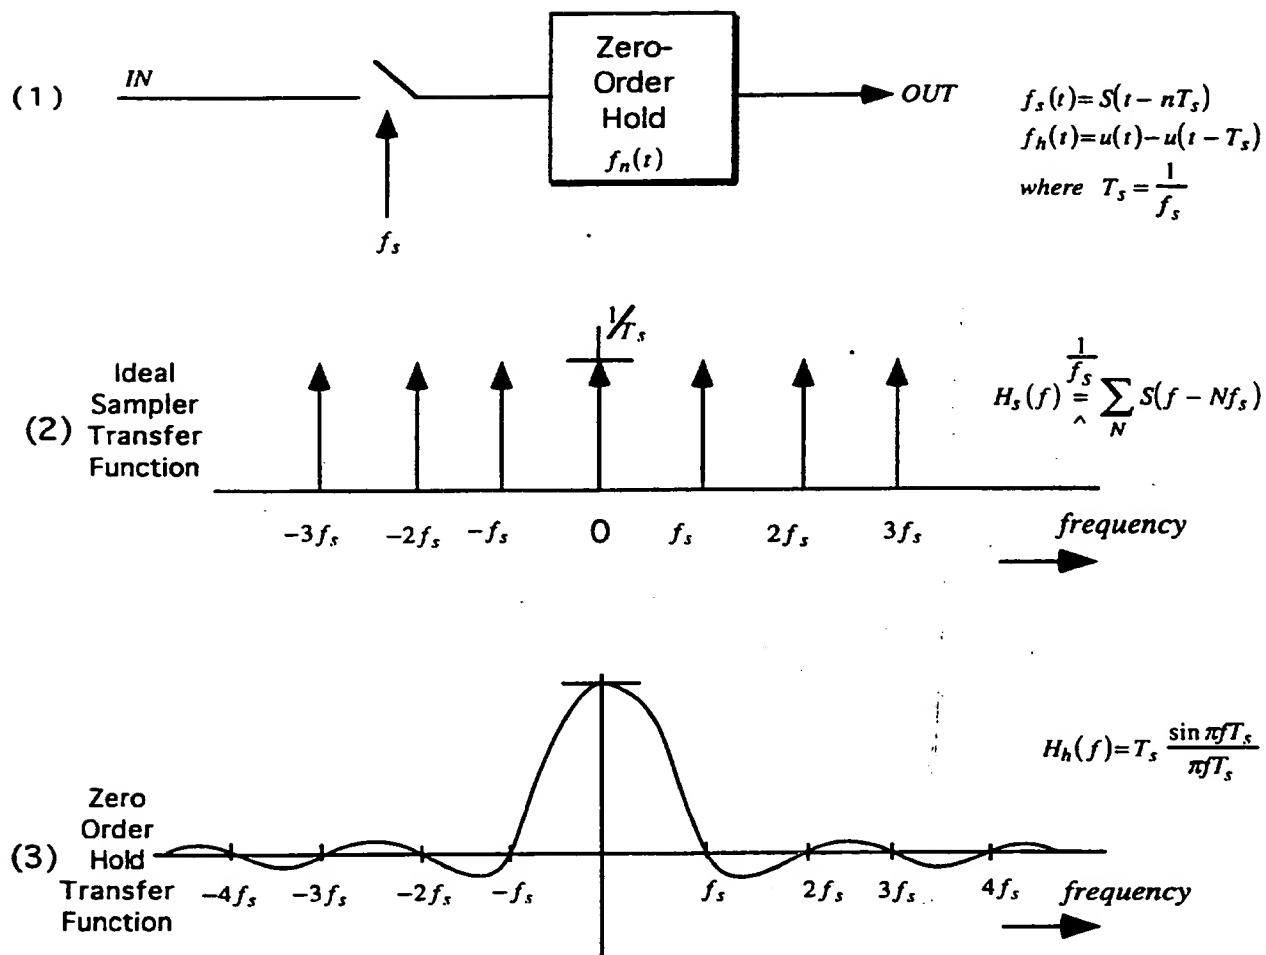 (1)
IN
Zero-
Order
Hold
f_n(t)
OUT
f_s
f_s(t)=S(t-nT_s)
f_h(t)=u(t)-u(t-T_s)
where T_s=1/f_s
(2)
Ideal
Sampler
Transfer
Function
1/T_s
-3f_s -2f_s -f_s 0 f_s 2f_s 3f_s frequency
H_s(f) = ^ 1/f_s ∑_N S(f-Nf_s)
(3)
Zero
Order
Hold
Transfer
Function
-4f_s -3f_s -2f_s -f_s f_s 2f_s 3f_s 4f_s frequency
H_h(f)=T_s sin πfT_s / πfT_s